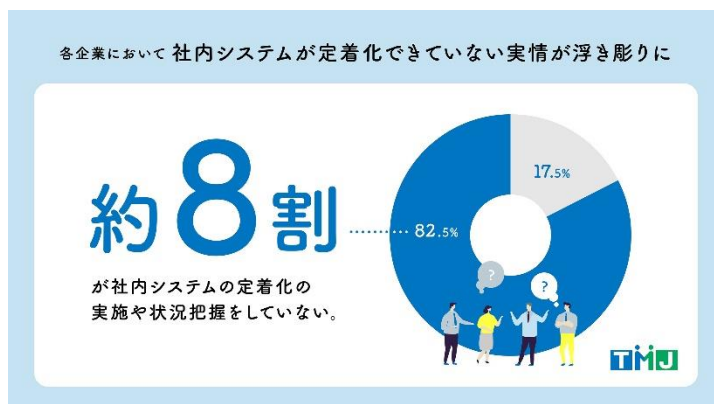 各企業において社内システムが定着化できていない実情が浮き彫りに
約8割
17.5%
82.5%
が社内システムの定着化の
実施や状況把握をしていない。
?
?
TMJ